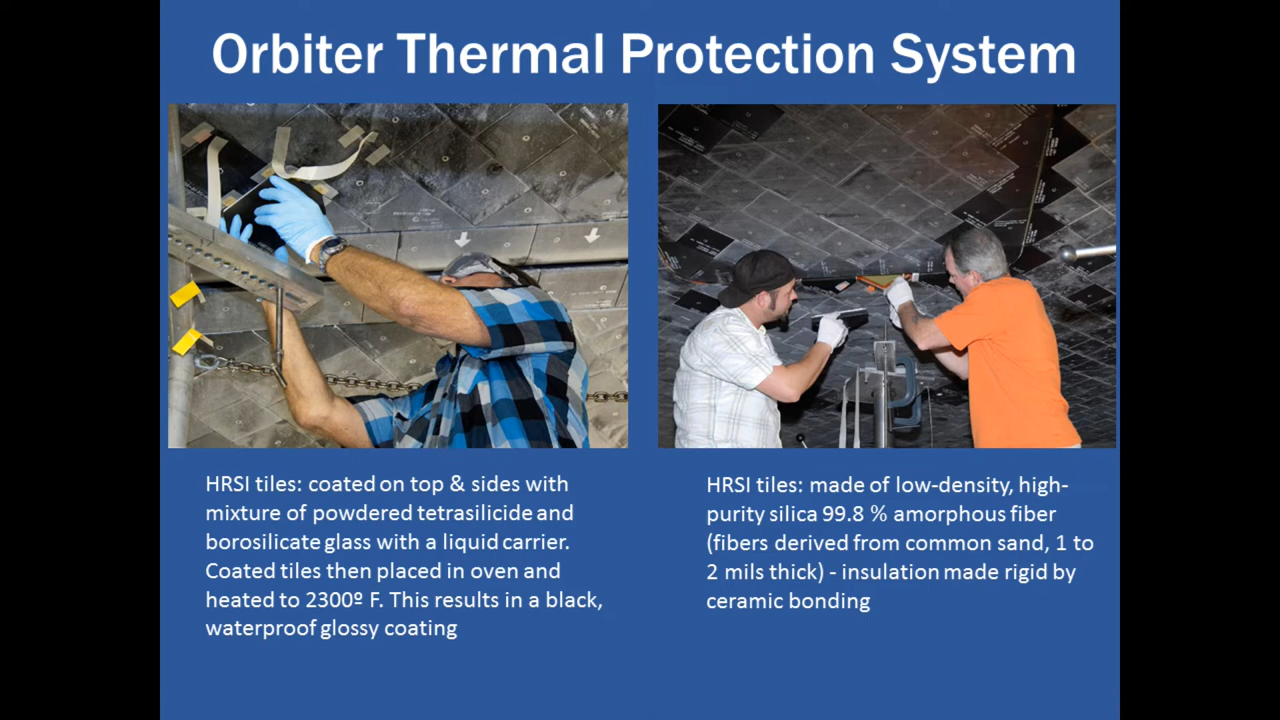 Orbiter Thermal Protection System
HRSI tiles: coated on top & sides with
mixture of powdered tetrasilicide and
borosilicate glass with a liquid carrier.
Coated tiles then placed in oven and
heated to 2300º F. This results in a black,
waterproof glossy coating
HRSI tiles: made of low-density, high-
purity silica 99.8 % amorphous fiber
(fibers derived from common sand, 1 to
2 mils thick) - insulation made rigid by
ceramic bonding